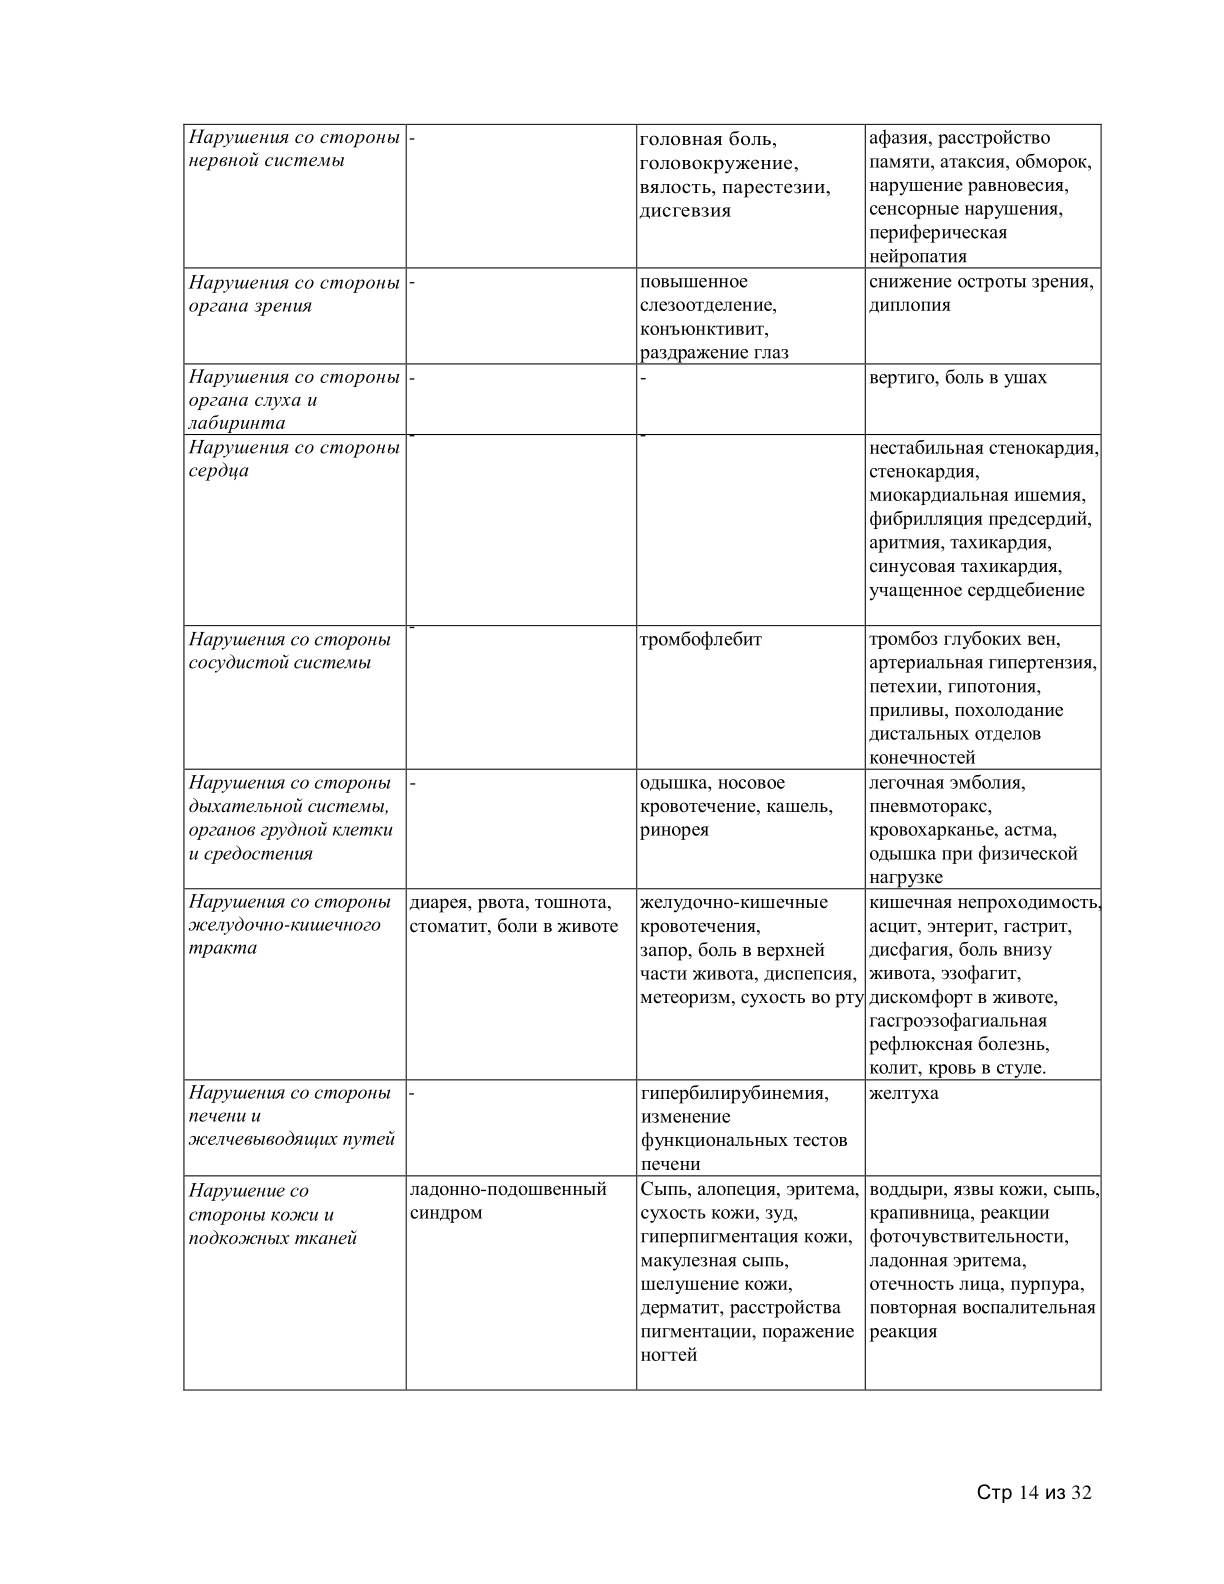 Нарушения со стороны
нервной системы
-
головная боль,
головокружение,
вялость, парестезии,
дисгевзия
афазия, расстройство
памяти, атаксия, обморок,
нарушение равновесия,
сенсорные нарушения,
периферическая
нейропатия
Нарушения со стороны
органа зрения
-
повышенное
слезоотделение,
конъюнктивит,
раздражение глаз
снижение остроты зрения,
диплопия
Нарушения со стороны
органа слуха и
лабиринта
-
-
вертиго, боль в ушах
Нарушения со стороны
сердца
-
-
нестабильная стенокардия,
стенокардия,
миокардиальная ишемия,
фибрилляция предсердий,
аритмия, тахикардия,
синусовая тахикардия,
учащенное сердцебиение
Нарушения со стороны
сосудистой системы
-
тромбофлебит
тромбоз глубоких вен,
артериальная гипертензия,
петехии, гипотония,
приливы, похолодание
дистальных отделов
конечностей
Нарушения со стороны
дыхательной системы,
органов грудной клетки
и средостения
-
одышка, носовое
кровотечение, кашель,
ринорея
легочная эмболия,
пневмоторакс,
кровохарканье, астма,
одышка при физической
нагрузке
Нарушения со стороны
желудочно-кишечного
тракта
диарея, рвота, тошнота,
стоматит, боли в животе
желудочно-кишечные
кровотечения,
запор, боль в верхней
части живота, диспепсия,
метеоризм, сухость во рту
кишечная непроходимость,
асцит, энтерит, гастрит,
дисфагия, боль внизу
живота, эзофагит,
дискомфорт в животе,
гасгроэзофагиальная
рефлюксная болезнь,
колит, кровь в стуле.
Нарушения со стороны
печени и
желчевыводящих путей
-
гипербилирубинемия,
изменение
функциональных тестов
печени
желтуха
Нарушение со
стороны кожи и
подкожных тканей
ладонно-подошвенный
синдром
Сыпь, алопеция, эритема,
сухость кожи, зуд,
гиперпигментация кожи,
макулезная сыпь,
шелушение кожи,
дерматит, расстройства
пигментации, поражение
ногтей
воддыри, язвы кожи, сыпь,
крапивница, реакции
фоточувствительности,
ладонная эритема,
отечность лица, пурпура,
повторная воспалительная
реакция
Стр 14 из 32